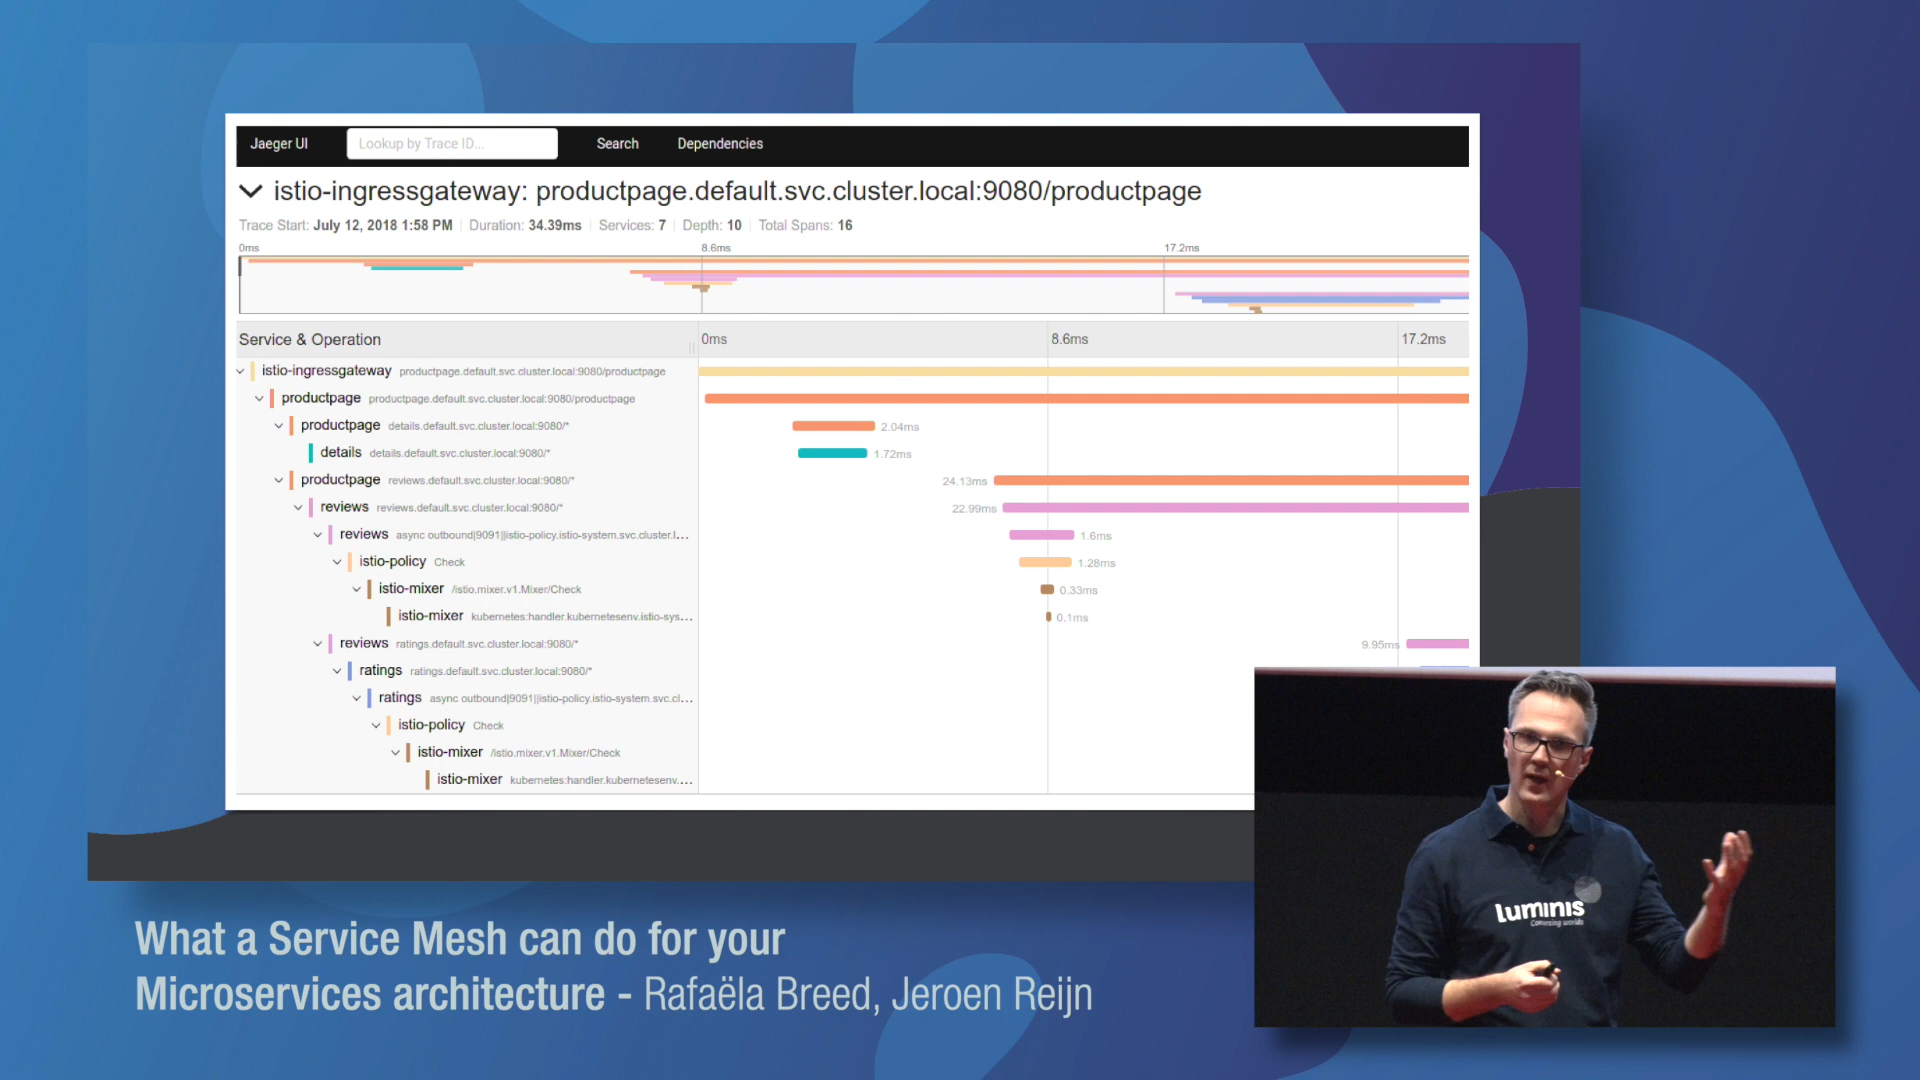 Jaeger UI Lookup by Trace ID... Search Dependencies
istio-ingressgateway: productpage.default.svc.cluster.local:9080/productpage
Trace Start: July 12, 2018 1:58 PM Duration: 34.39ms Services: 7 Depth: 10 Total Spans: 16
0ms 8.6ms 17.2ms
Service & Operation 0ms 8.6ms 17.2ms
istio-ingressgateway productpage.default.svc.cluster.local:9080/productpage
productpage productpage.default.svc.cluster.local:9080/productpage
productpage details.default.svc.cluster.local:9080/* 2.04ms
details details.default.svc.cluster.local:9080/* 1.72ms
productpage reviews.default.svc.cluster.local:9080/* 24.13ms
reviews reviews.default.svc.cluster.local:9080/* 22.99ms
reviews async outbound|9091||istio-policy.istio-system.svc.cluster.l... 1.6ms
istio-policy Check 1.28ms
istio-mixer /istio.mixer.v1.Mixer/Check 0.33ms
istio-mixer kubernetes:handler.kubernetesenv.istio-sys... 0.1ms
reviews ratings.default.svc.cluster.local:9080/* 9.95ms
ratings ratings.default.svc.cluster.local:9080/*
ratings async outbound|9091||istio-policy.istio-system.svc.cl...
istio-policy Check
istio-mixer /istio.mixer.v1.Mixer/Check
istio-mixer kubernetes:handler.kubernetesenv....
luminis
What a Service Mesh can do for your
Microservices architecture - Rafaëla Breed, Jeroen Reijn